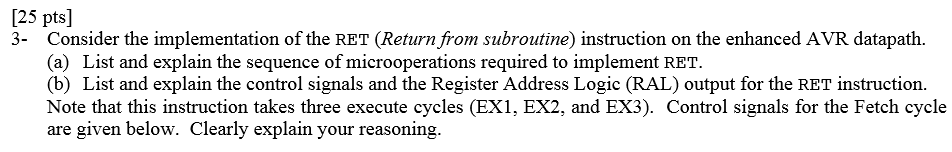 [25 pts]
3- Consider the implementation of the RET (Return from subroutine) instruction on the enhanced AVR datapath.
(a) List and explain the sequence of microoperations required to implement RET.
(b) List and explain the control signals and the Register Address Logic (RAL) output for the RET instruction.
Note that this instruction takes three execute cycles (EX1, EX2, and EX3). Control signals for the Fetch cycle
are given below. Clearly explain your reasoning.